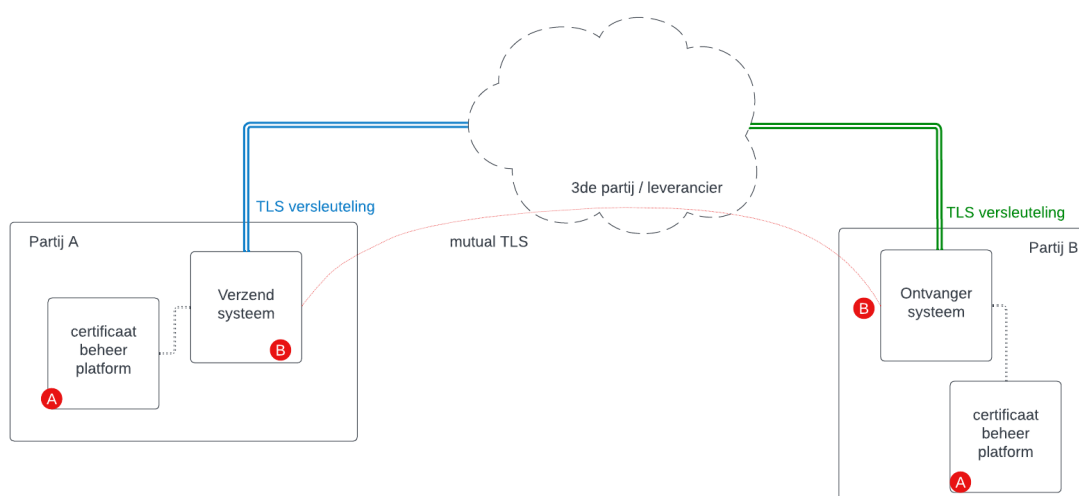 3de partij / leverancier
TLS versleuteling
TLS versleuteling
Partij A
mutual TLS
Partij B
Verzend
systeem
B
certificaat
beheer
platform
A
Ontvanger
systeem
B
certificaat
beheer
platform
A